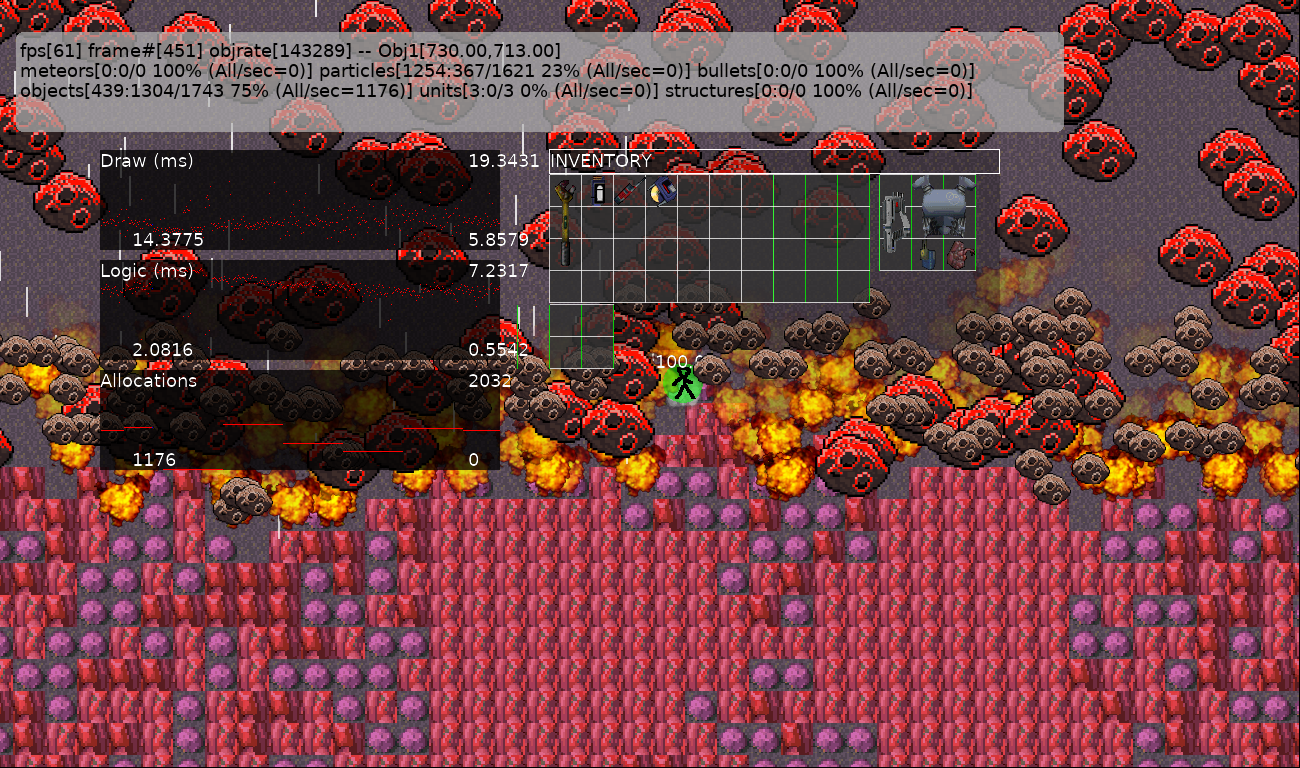 fps[61] frame#[451] objrate[143289] -- Obj1[730.00,713.00]
meteors[0:0/0 100% (All/sec=0)] particles[1254:367/1621 23% (All/sec=0)] bullets[0:0/0 100% (All/sec=0)]
objects[439:1304/1743 75% (All/sec=1176)] units[3:0/3 0% (All/sec=0)] structures[0:0/0 100% (All/sec=0)]
Draw (ms) 19.3431
14.3775 5.8579
INVENTORY
Logic (ms) 7.2317
2.0816 0.5542
Allocations 2032
1176 0